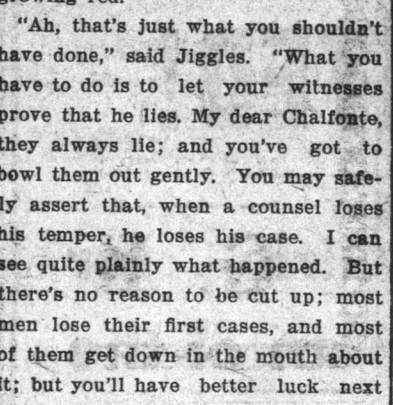 growing red.
"Ah, that's just what you shouldn't
have done," said Jiggles. "What you
have to do is to let your witnesses
prove that he lies. My dear Chalfonte,
they always lie; and you've got to
bowl them out gently. You may safe-
ly assert that, when a counsel loses
his temper, he loses his case. I can
see quite plainly what happened. But
there's no reason to be cut up; most
men lose their first cases, and most
of them get down in the mouth about
it; but you'll have better luck next